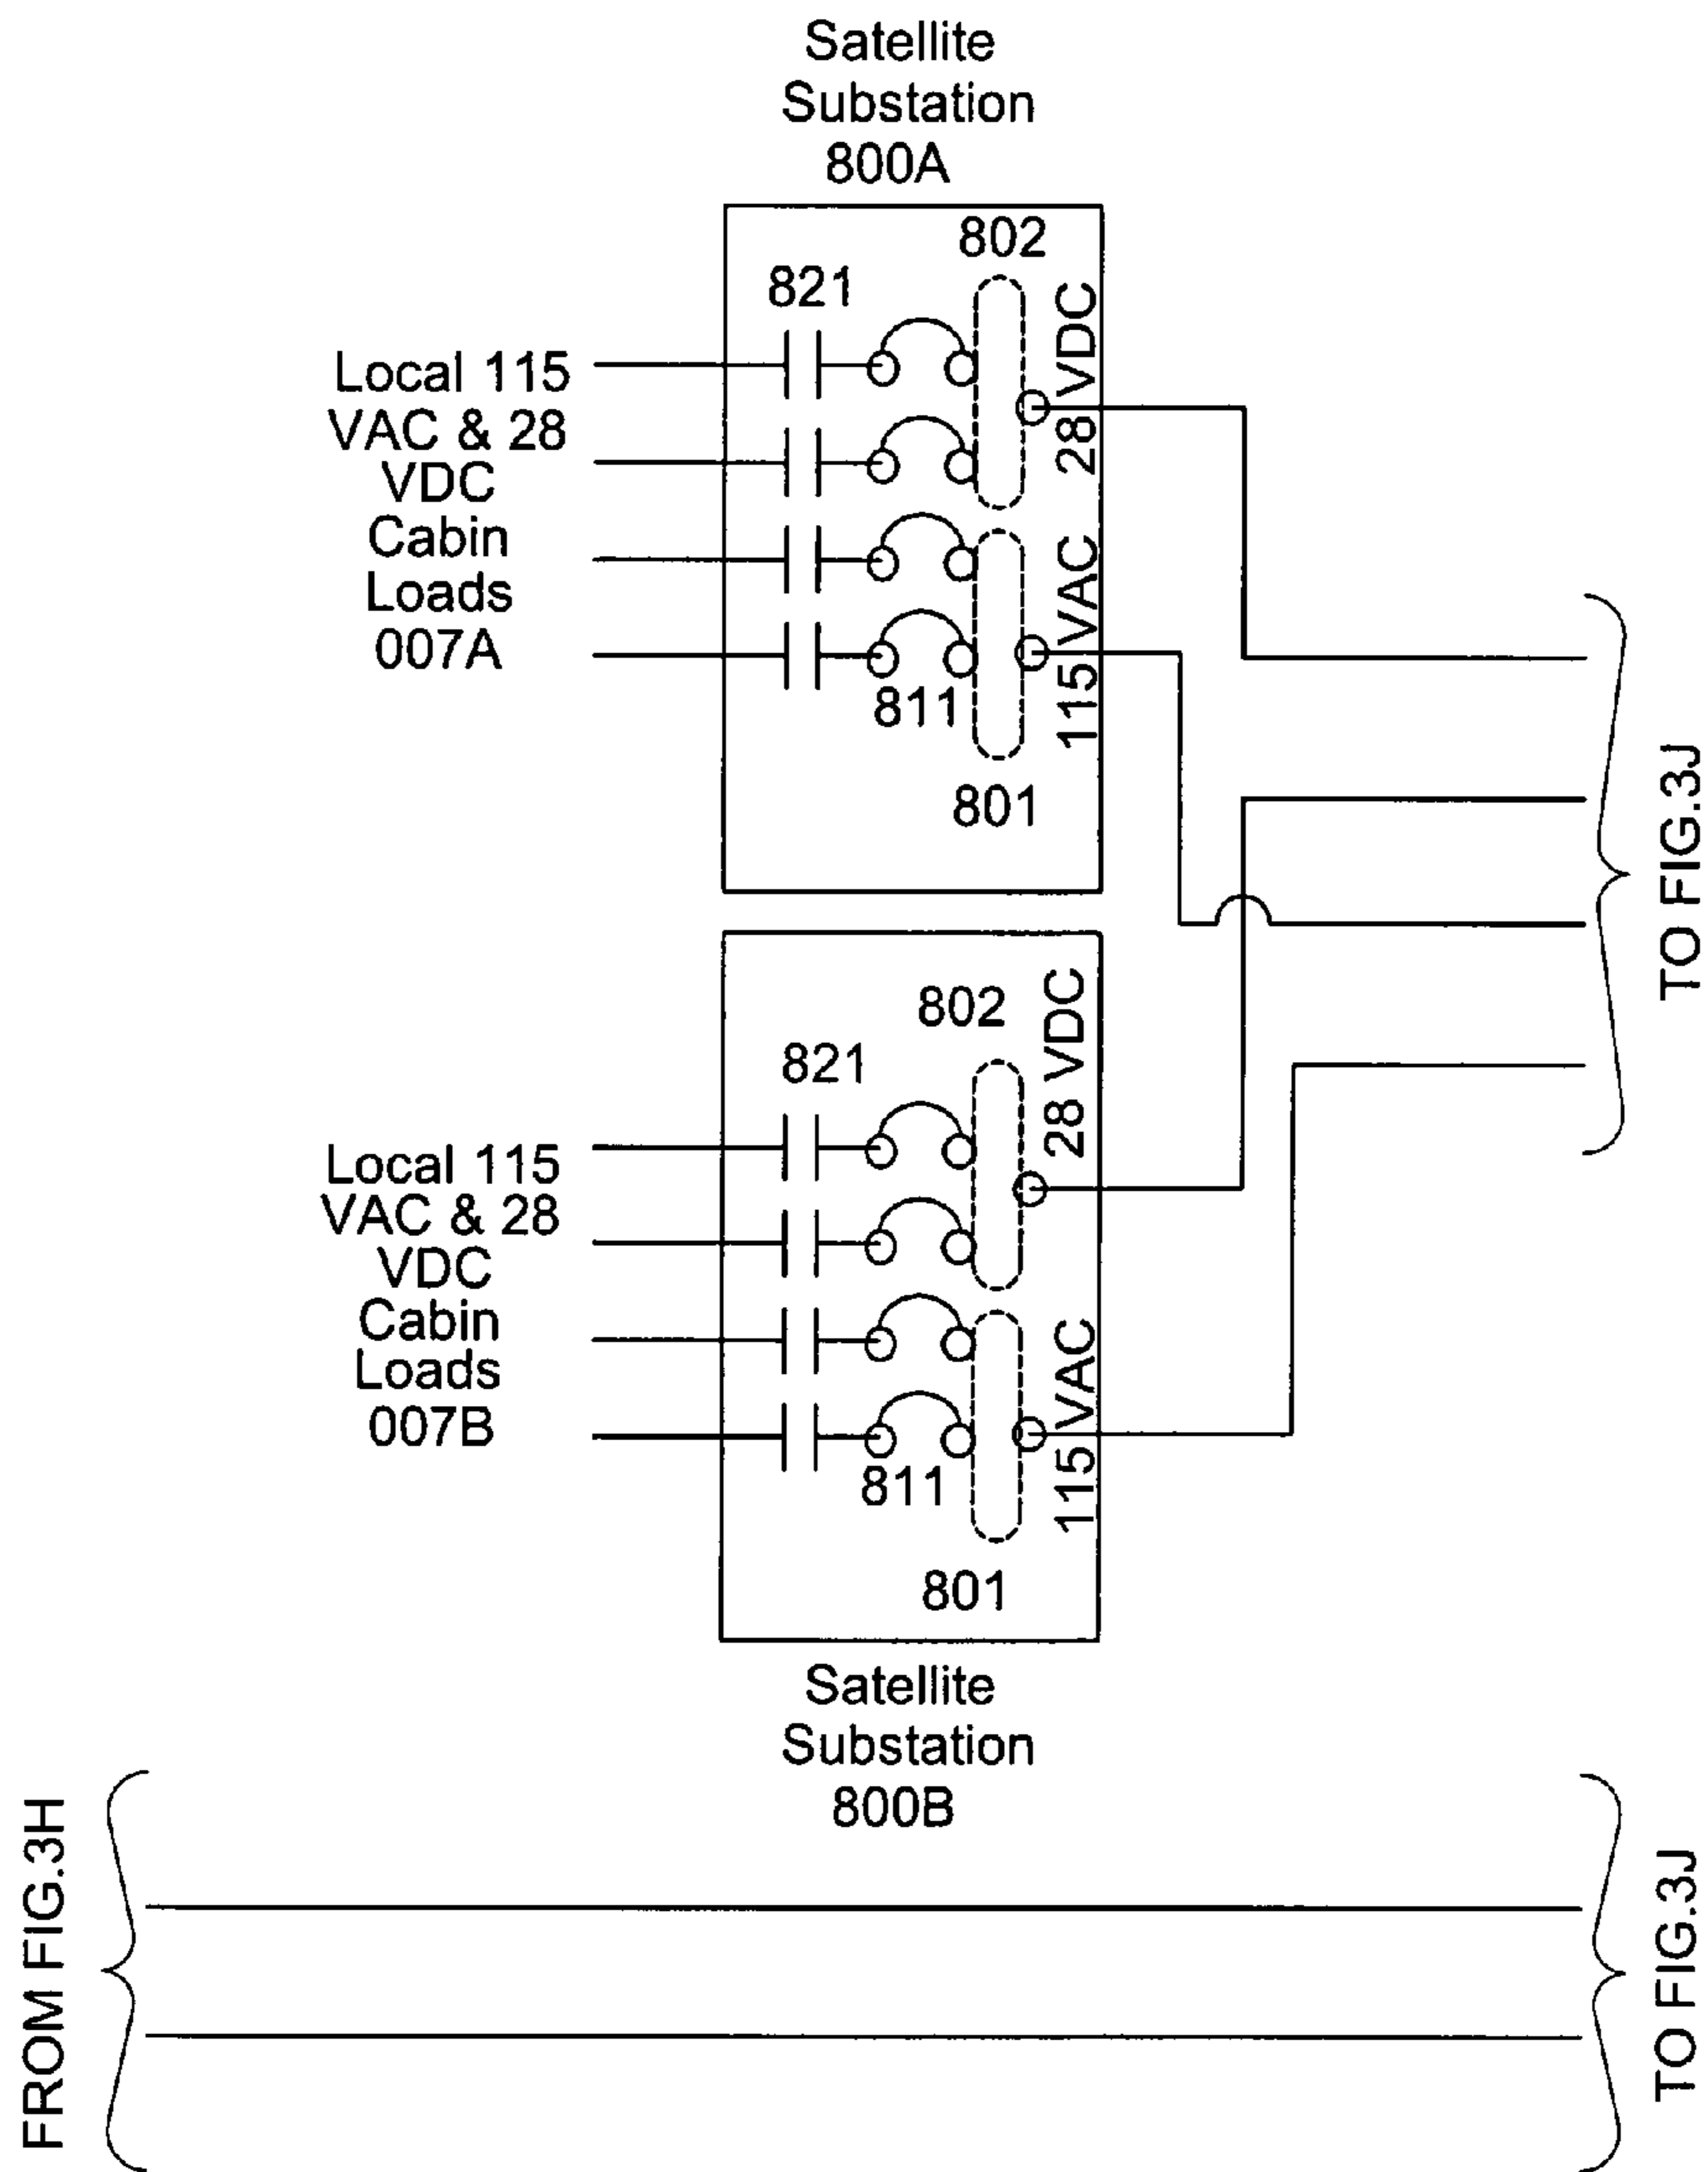 Satellite
Substation
800A
802
821
28 VDC
Local 115
VAC & 28
VDC
Cabin
Loads
007A
115 VAC
811
801
TO FIG.3J
802
28 VDC
821
Local 115
VAC & 28
VDC
Cabin
Loads
007B
115 VAC
811
801
Satellite
Substation
800B
FROM FIG.3H
TO FIG.3J